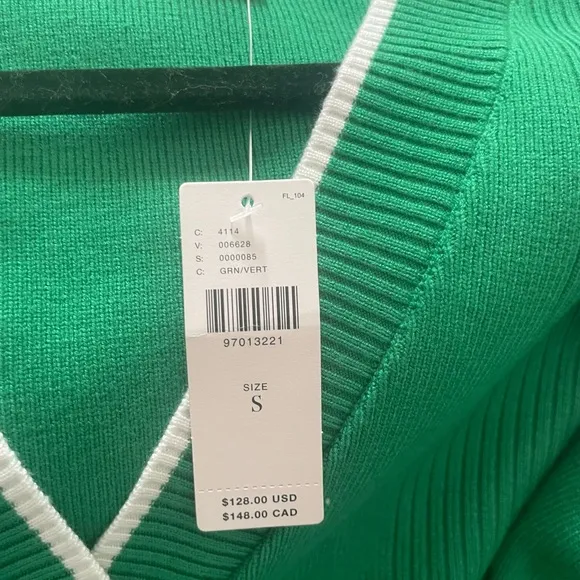 FL_104
C: 4114
V: 006628
S: 0000085
C: GRN/VERT
97013221
SIZE
S
$128.00 USD
$148.00 CAD